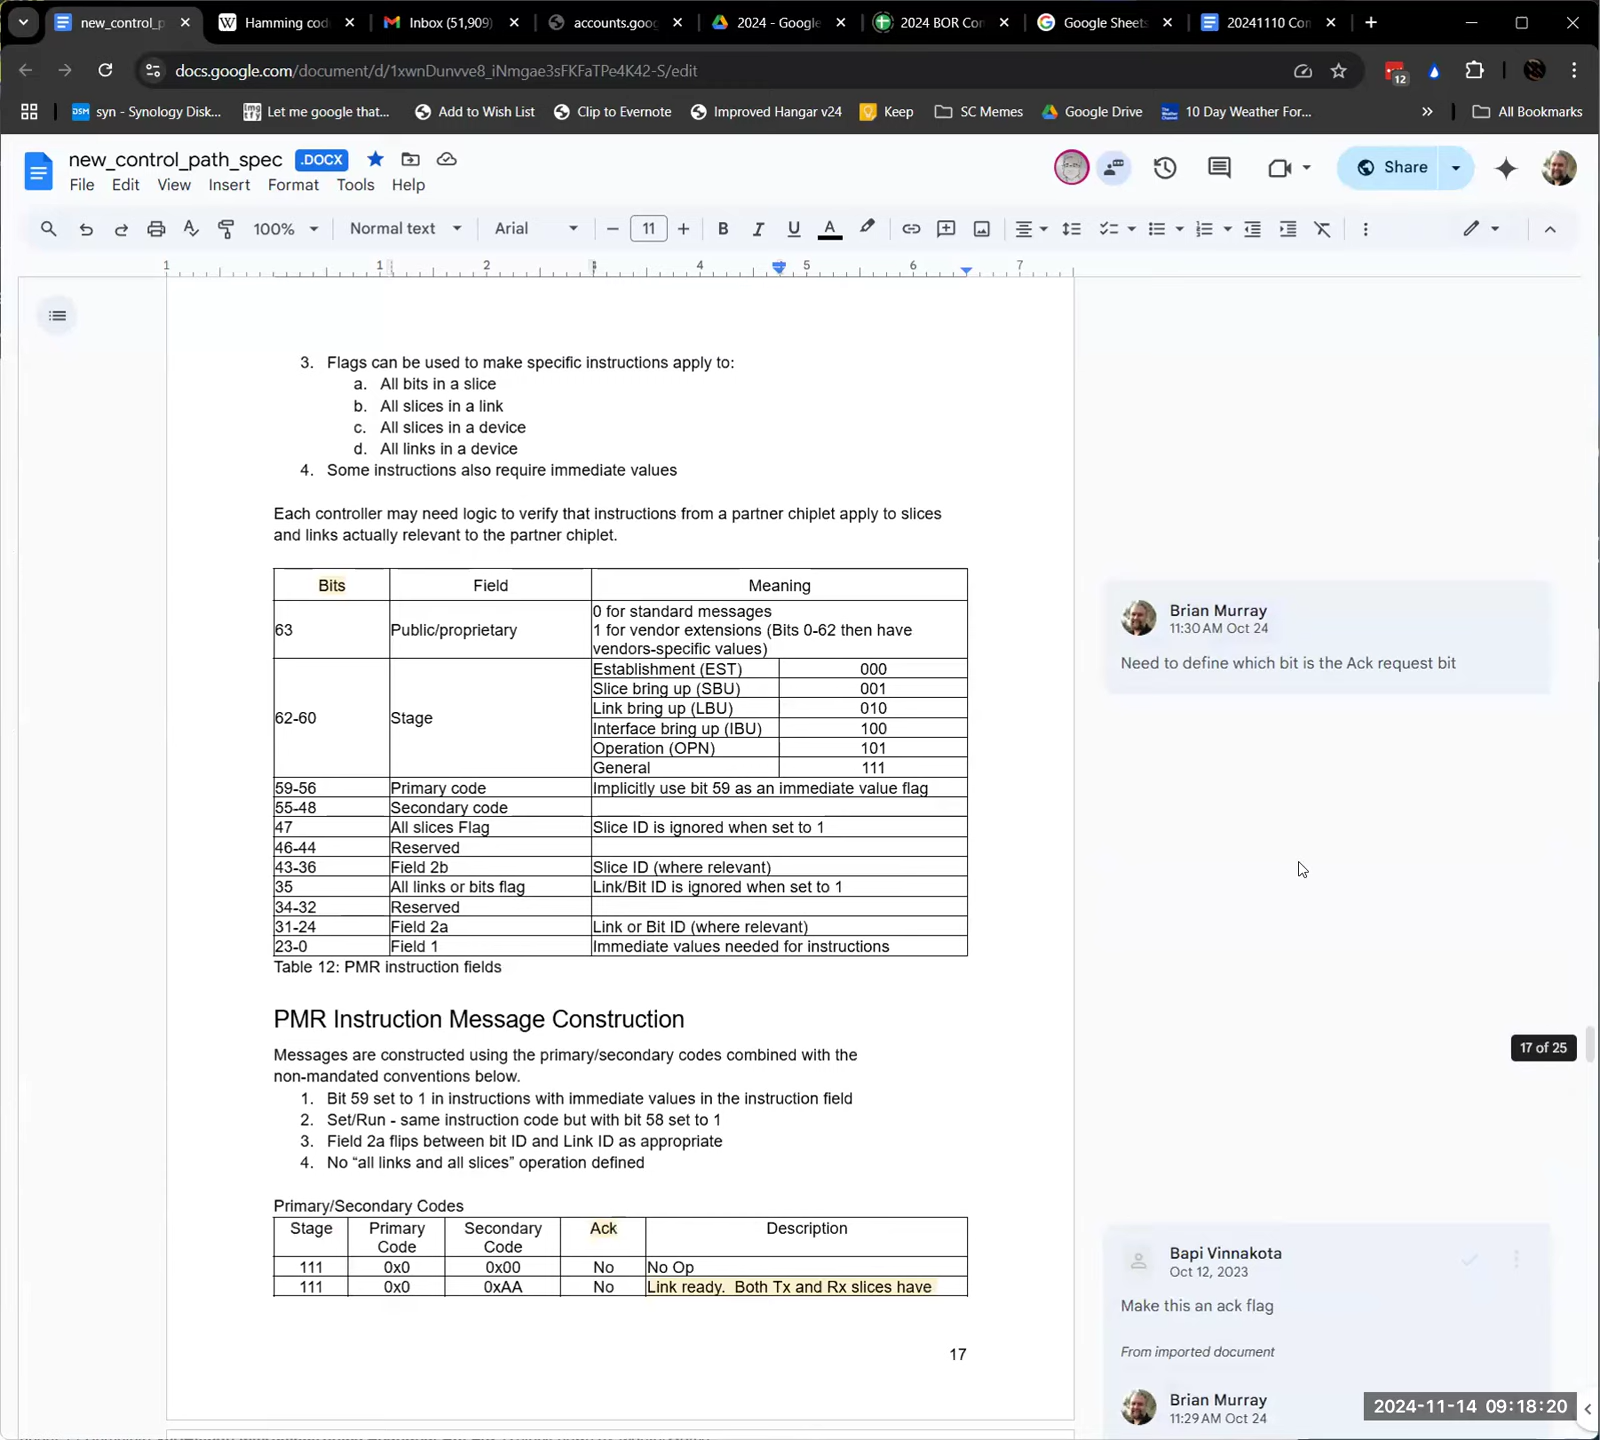 new_control_p
Hamming cod
Inbox (51,909)
accounts.goog
2024 - Google
2024 BOR Com
Google Sheets
20241110 Con
docs.google.com/document/d/1xwnDunvve8_iNmgae3sFKFaTPe4K42-S/edit
12
syn - Synology Disk...
Let me google that...
Add to Wish List
Clip to Evernote
Improved Hangar v24
Keep
SC Memes
Google Drive
10 Day Weather For...
All Bookmarks
new_control_path_spec .DOCX
File Edit View Insert Format Tools Help
Share
100% Normal text Arial 11
1 1 2 3 4 5 6 7
3. Flags can be used to make specific instructions apply to:
a. All bits in a slice
b. All slices in a link
c. All slices in a device
d. All links in a device
4. Some instructions also require immediate values
Each controller may need logic to verify that instructions from a partner chiplet apply to slices
and links actually relevant to the partner chiplet.
Bits Field Meaning
63 Public/proprietary 0 for standard messages
1 for vendor extensions (Bits 0-62 then have
vendors-specific values)
62-60 Stage Establishment (EST) 000
Slice bring up (SBU) 001
Link bring up (LBU) 010
Interface bring up (IBU) 100
Operation (OPN) 101
General 111
59-56 Primary code Implicitly use bit 59 as an immediate value flag
55-48 Secondary code
47 All slices Flag Slice ID is ignored when set to 1
46-44 Reserved
43-36 Field 2b Slice ID (where relevant)
35 All links or bits flag Link/Bit ID is ignored when set to 1
34-32 Reserved
31-24 Field 2a Link or Bit ID (where relevant)
23-0 Field 1 Immediate values needed for instructions
Table 12: PMR instruction fields
PMR Instruction Message Construction
Messages are constructed using the primary/secondary codes combined with the
non-mandated conventions below.
1. Bit 59 set to 1 in instructions with immediate values in the instruction field
2. Set/Run - same instruction code but with bit 58 set to 1
3. Field 2a flips between bit ID and Link ID as appropriate
4. No “all links and all slices” operation defined
Primary/Secondary Codes
Stage Primary Code Secondary Code Ack Description
111 0x0 0x00 No No Op
111 0x0 0xAA No Link ready. Both Tx and Rx slices have
17
Brian Murray
11:30 AM Oct 24
Need to define which bit is the Ack request bit
17 of 25
Bapi Vinnakota
Oct 12, 2023
Make this an ack flag
From imported document
Brian Murray
11:29 AM Oct 24
2024-11-14 09:18:20